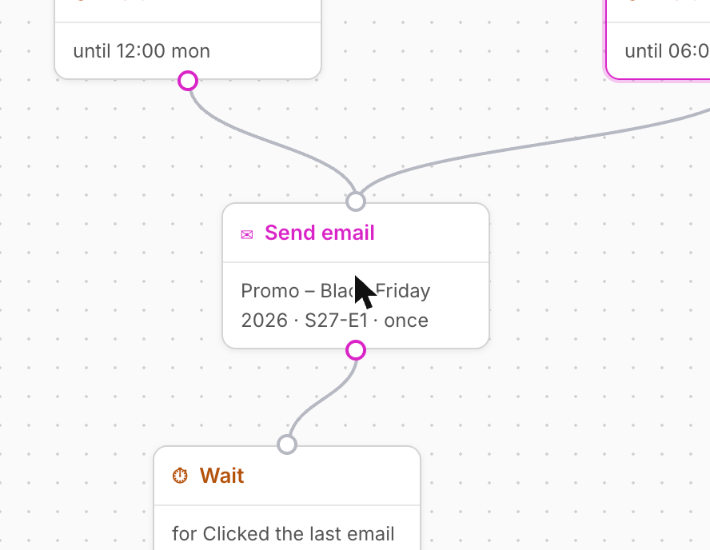 until 12:00 mon
until 06:0
Send email
Promo – Black Friday
2026 · S27-E1 · once
Wait
for Clicked the last email